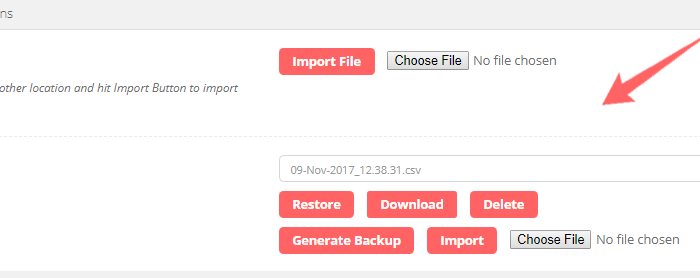 ns
Import File Choose File No file chosen
other location and hit Import Button to import
09-Nov-2017_12.38.31.csv
Restore Download Delete
Generate Backup Import Choose File No file chosen